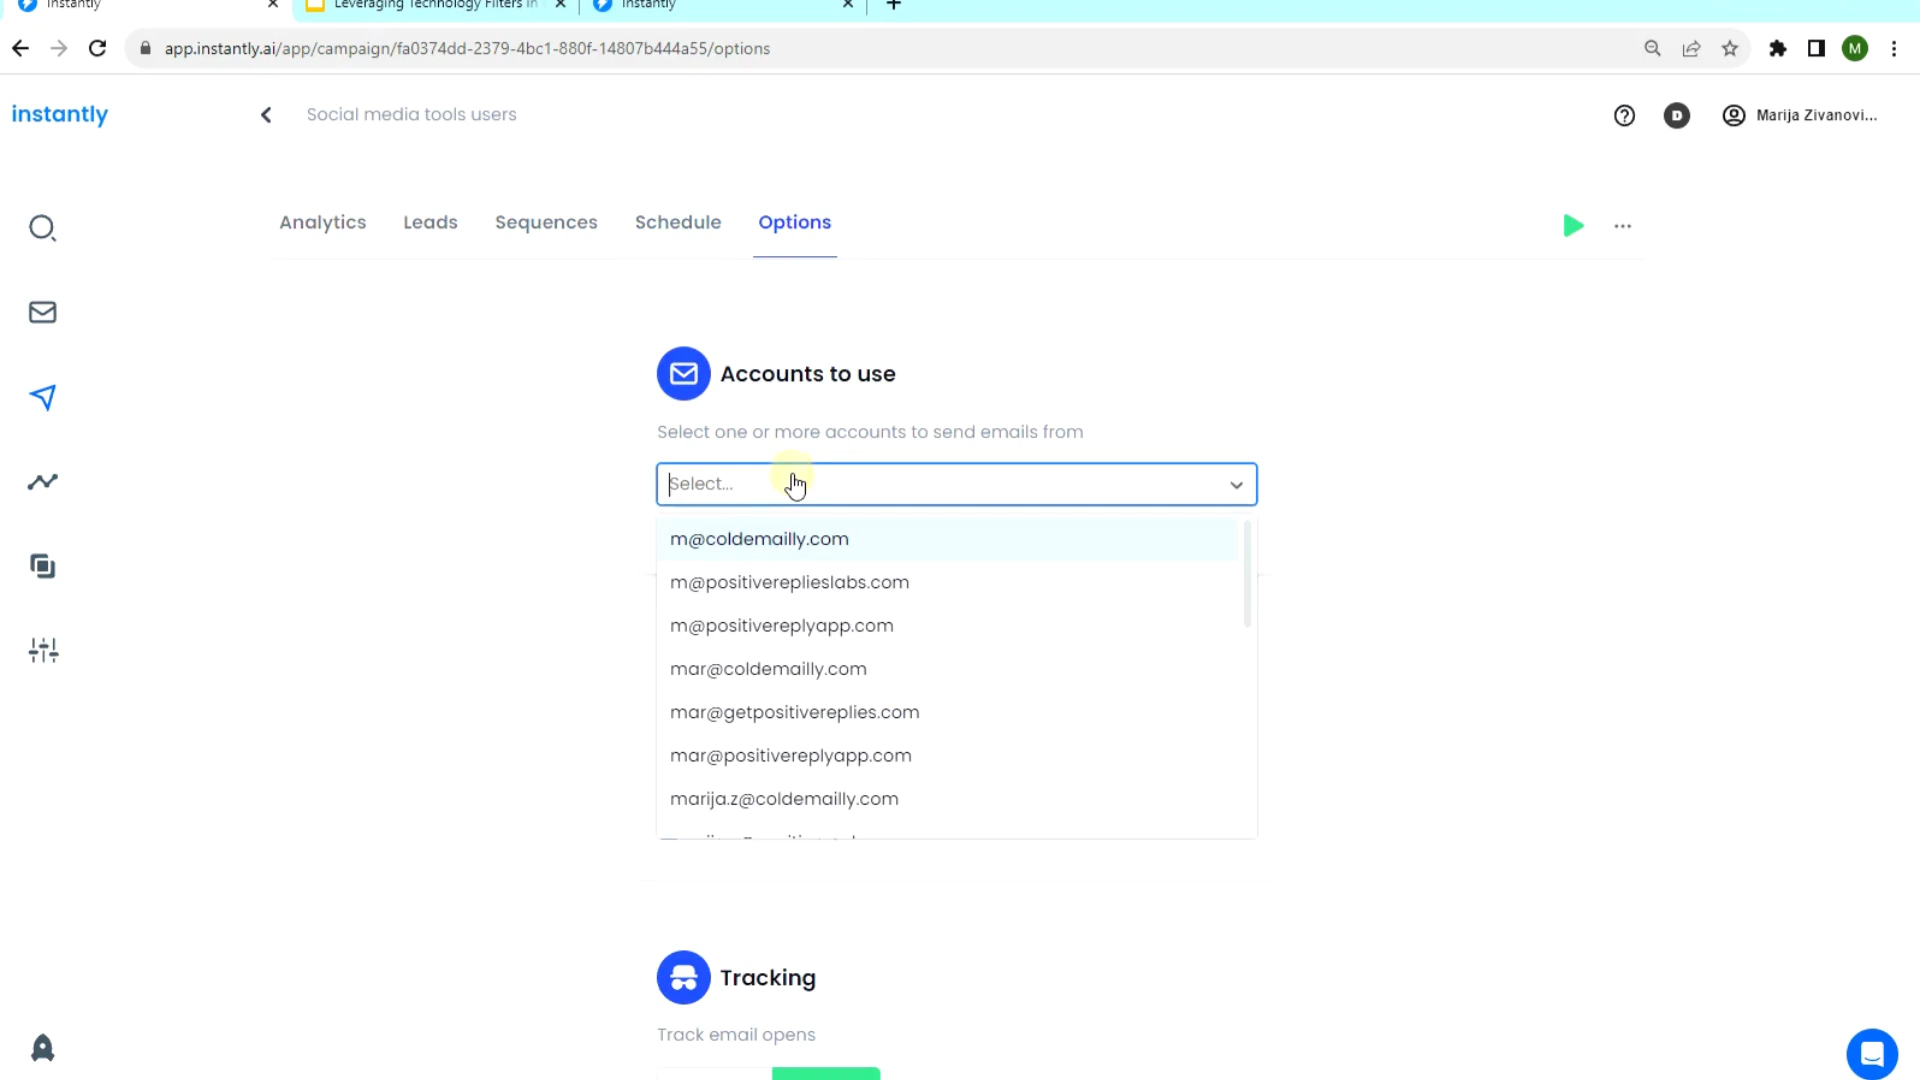 Instantly
Leveraging Technology Filters in
Instantly
app.instantly.ai/app/campaign/fa0374dd-2379-4bc1-880f-14807b444a55/options
M
instantly
Social media tools users
D
Marija Zivanovi...
Analytics
Leads
Sequences
Schedule
Options
Accounts to use
Select one or more accounts to send emails from
Select...
m@coldemailly.com
m@positivereplieslabs.com
m@positivereplyapp.com
mar@coldemailly.com
mar@getpositivereplies.com
mar@positivereplyapp.com
marija.z@coldemailly.com
Tracking
Track email opens